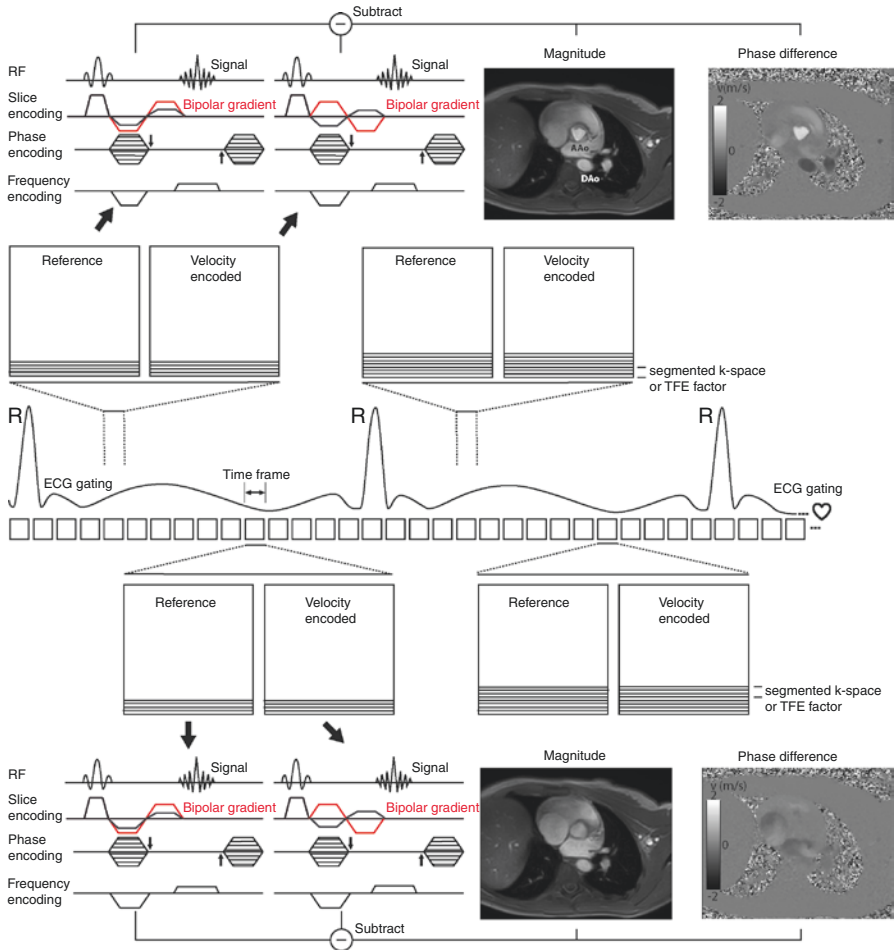 Subtract
RF
Signal
Signal
Magnitude
Phase difference
Slice
encoding
Bipolar gradient
Bipolar gradient
v(m/s)
2
0
-2
Phase
encoding
AAo
DAo
Frequency
encoding
Reference
Velocity
encoded
Reference
Velocity
encoded
segmented k-space
or TFE factor
R
R
R
ECG gating
Time frame
ECG gating
Reference
Velocity
encoded
Reference
Velocity
encoded
segmented k-space
or TFE factor
RF
Signal
Signal
Magnitude
Phase difference
Slice
encoding
Bipolar gradient
Bipolar gradient
v (m/s)
2
0
-2
Phase
encoding
Frequency
encoding
Subtract